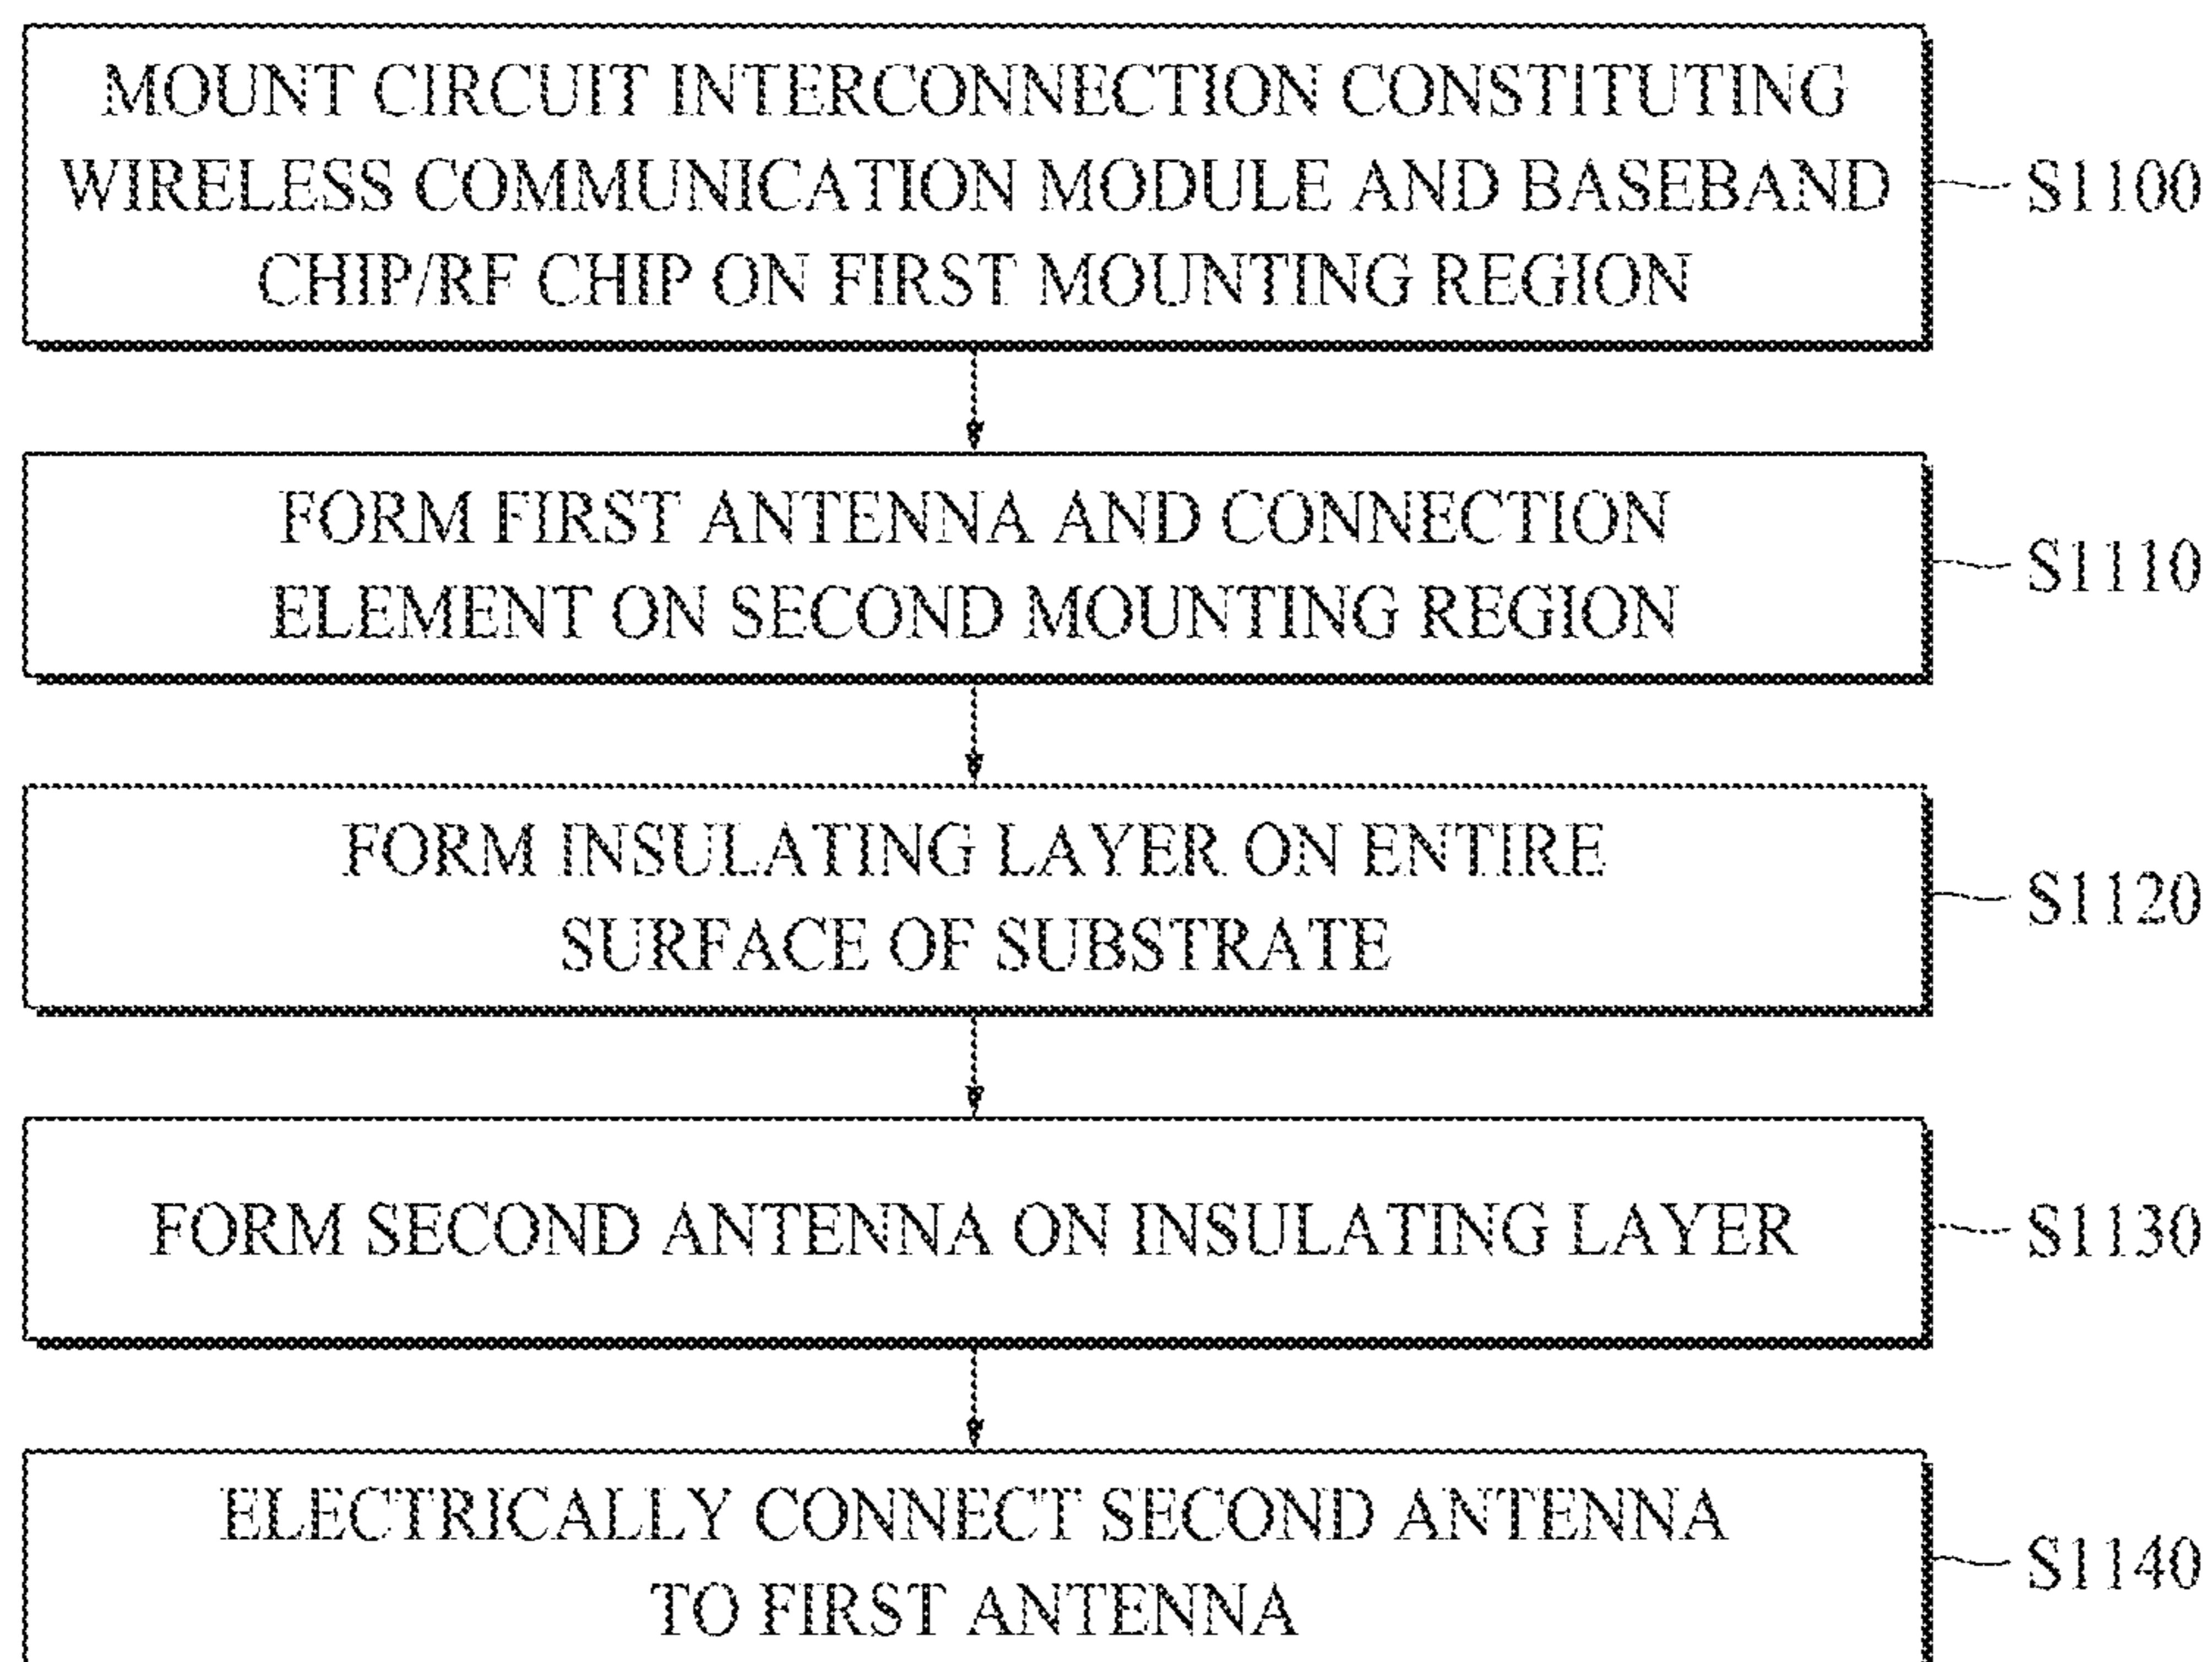 MOUNT CIRCUIT INTERCONNECTION CONSTITUTING
WIRELESS COMMUNICATION MODULE AND BASEBAND
CHIP/RF CHIP ON FIRST MOUNTING REGION
S1100
FORM FIRST ANTENNA AND CONNECTION
ELEMENT ON SECOND MOUNTING REGION
S1110
FORM INSULATING LAYER ON ENTIRE
SURFACE OF SUBSTRATE
S1120
FORM SECOND ANTENNA ON INSULATING LAYER
S1130
ELECTRICALLY CONNECT SECOND ANTENNA
TO FIRST ANTENNA
S1140